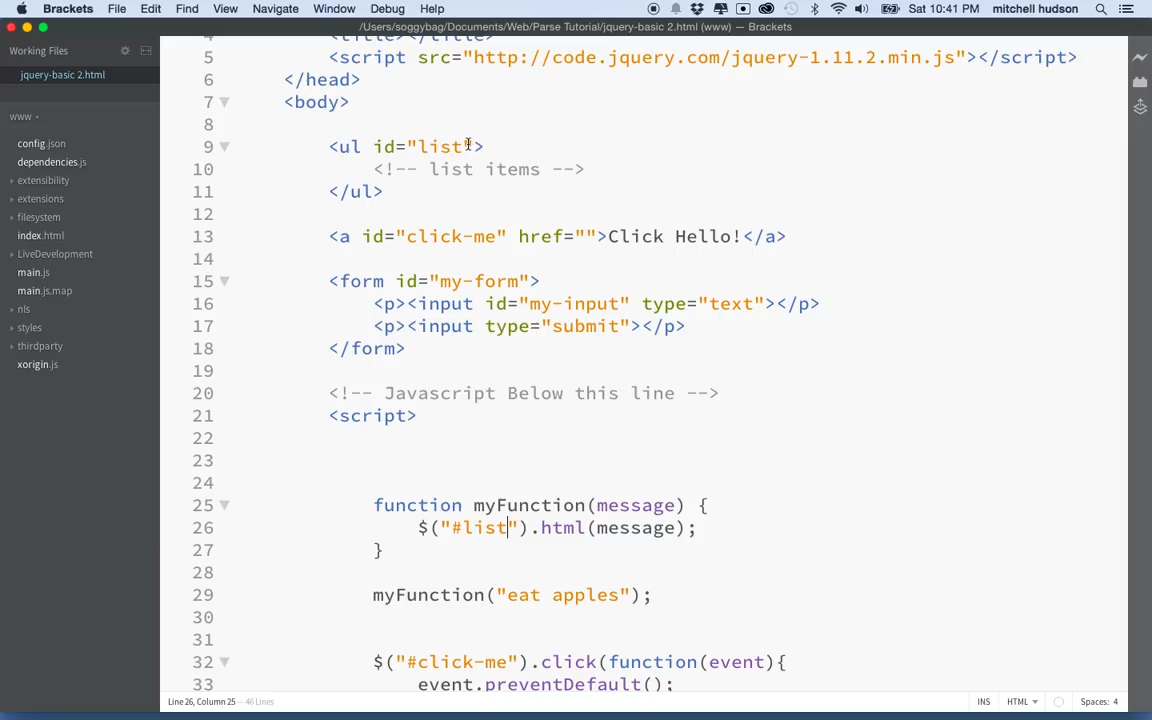 Brackets File Edit Find View Navigate Window Debug Help Sat 10:41 PM mitchell hudson
/Users/soggybag/Documents/Web/Parse Tutorial/jquery-basic 2.html (www) — Brackets
Working Files
jquery-basic 2.html
www
config.json
dependencies.js
extensibility
extensions
filesystem
index.html
LiveDevelopment
main.js
main.js.map
nls
styles
thirdparty
xorigin.js
4 <title></title>
5 <script src="http://code.jquery.com/jquery-1.11.2.min.js"></script>
6 </head>
7 <body>
8
9 <ul id="list">
10 <!-- list items -->
11 </ul>
12
13 <a id="click-me" href="">Click Hello!</a>
14
15 <form id="my-form">
16 <p><input id="my-input" type="text"></p>
17 <p><input type="submit"></p>
18 </form>
19
20 <!-- Javascript Below this line -->
21 <script>
22
23
24
25 function myFunction(message) {
26 $("#list").html(message);
27 }
28
29 myFunction("eat apples");
30
31
32 $("#click-me").click(function(event){
33 event.preventDefault();
Line 26, Column 25 — 46 Lines INS HTML Spaces: 4